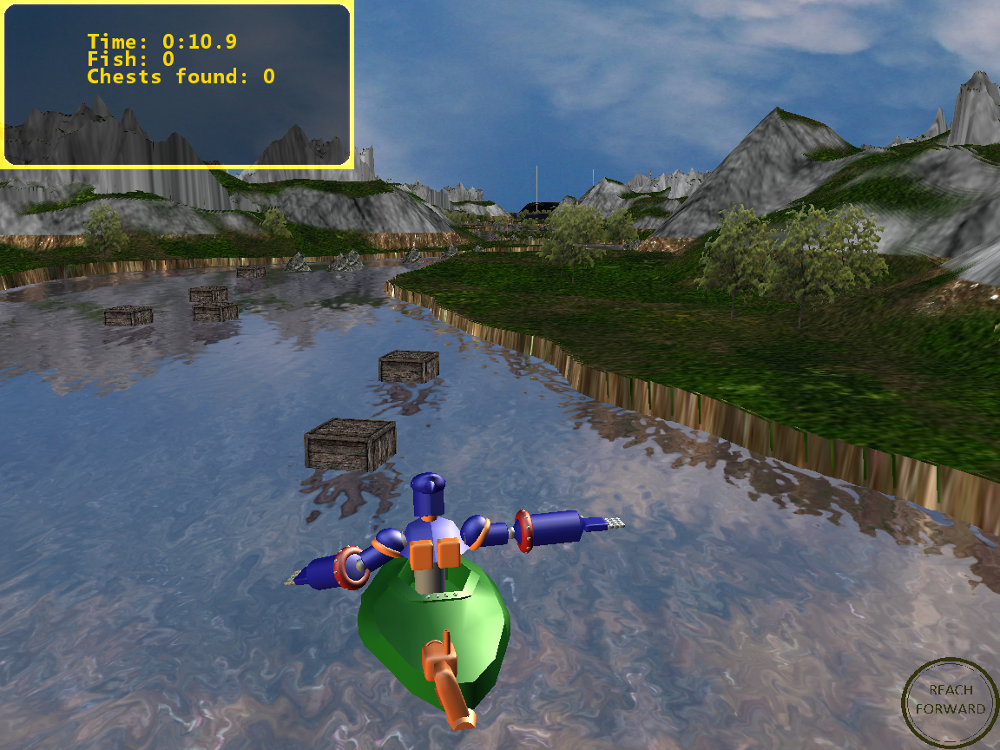 Time: 0:10.9
Fish: 0
Chests found: 0
REACH
FORWARD